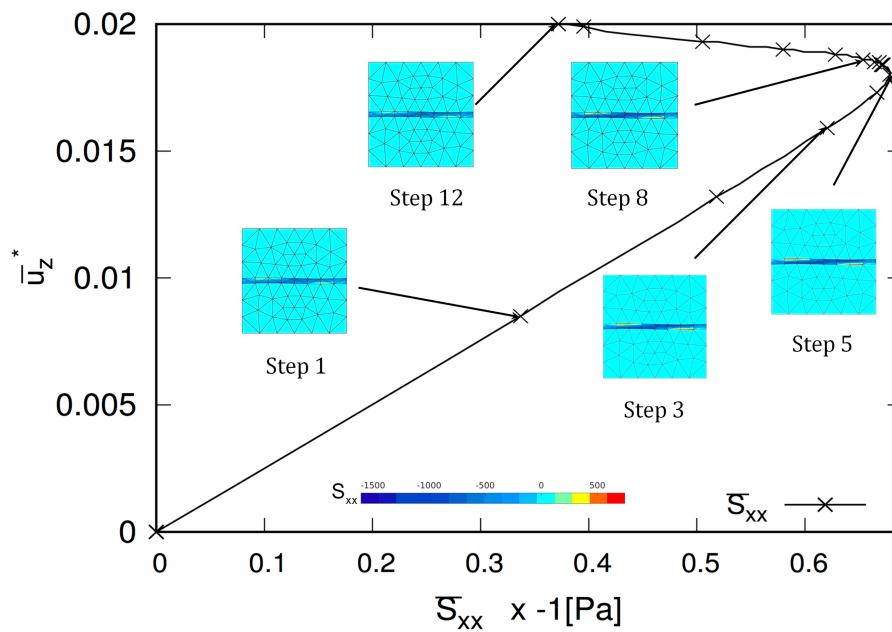 0.02
Step 12
Step 8
0.015
ū_z*
0.01
Step 1
Step 3
Step 5
0.005
S_xx
-1500 -1000 -500 0 500
S̅_xx
0
0 0.1 0.2 0.3 0.4 0.5 0.6
S̅_xx x -1[Pa]